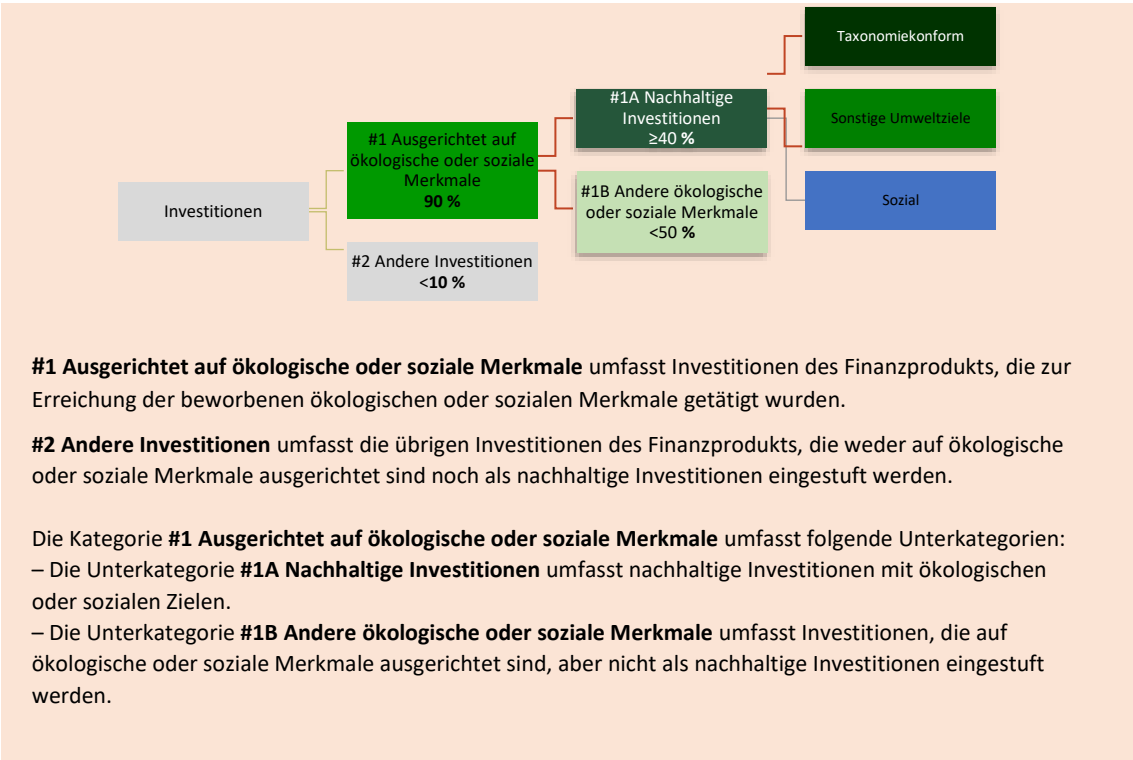 Taxonomiekonform
#1A Nachhaltige
Investitionen
≥40 %
Sonstige Umweltziele
#1 Ausgerichtet auf
ökologische oder soziale
Merkmale
90 %
#1B Andere ökologische
oder soziale Merkmale
<50 %
Sozial
Investitionen
#2 Andere Investitionen
<10 %
#1 Ausgerichtet auf ökologische oder soziale Merkmale umfasst Investitionen des Finanzprodukts, die zur
Erreichung der beworbenen ökologischen oder sozialen Merkmale getätigt wurden.
#2 Andere Investitionen umfasst die übrigen Investitionen des Finanzprodukts, die weder auf ökologische
oder soziale Merkmale ausgerichtet sind noch als nachhaltige Investitionen eingestuft werden.
Die Kategorie #1 Ausgerichtet auf ökologische oder soziale Merkmale umfasst folgende Unterkategorien:
– Die Unterkategorie #1A Nachhaltige Investitionen umfasst nachhaltige Investitionen mit ökologischen
oder sozialen Zielen.
– Die Unterkategorie #1B Andere ökologische oder soziale Merkmale umfasst Investitionen, die auf
ökologische oder soziale Merkmale ausgerichtet sind, aber nicht als nachhaltige Investitionen eingestuft
werden.